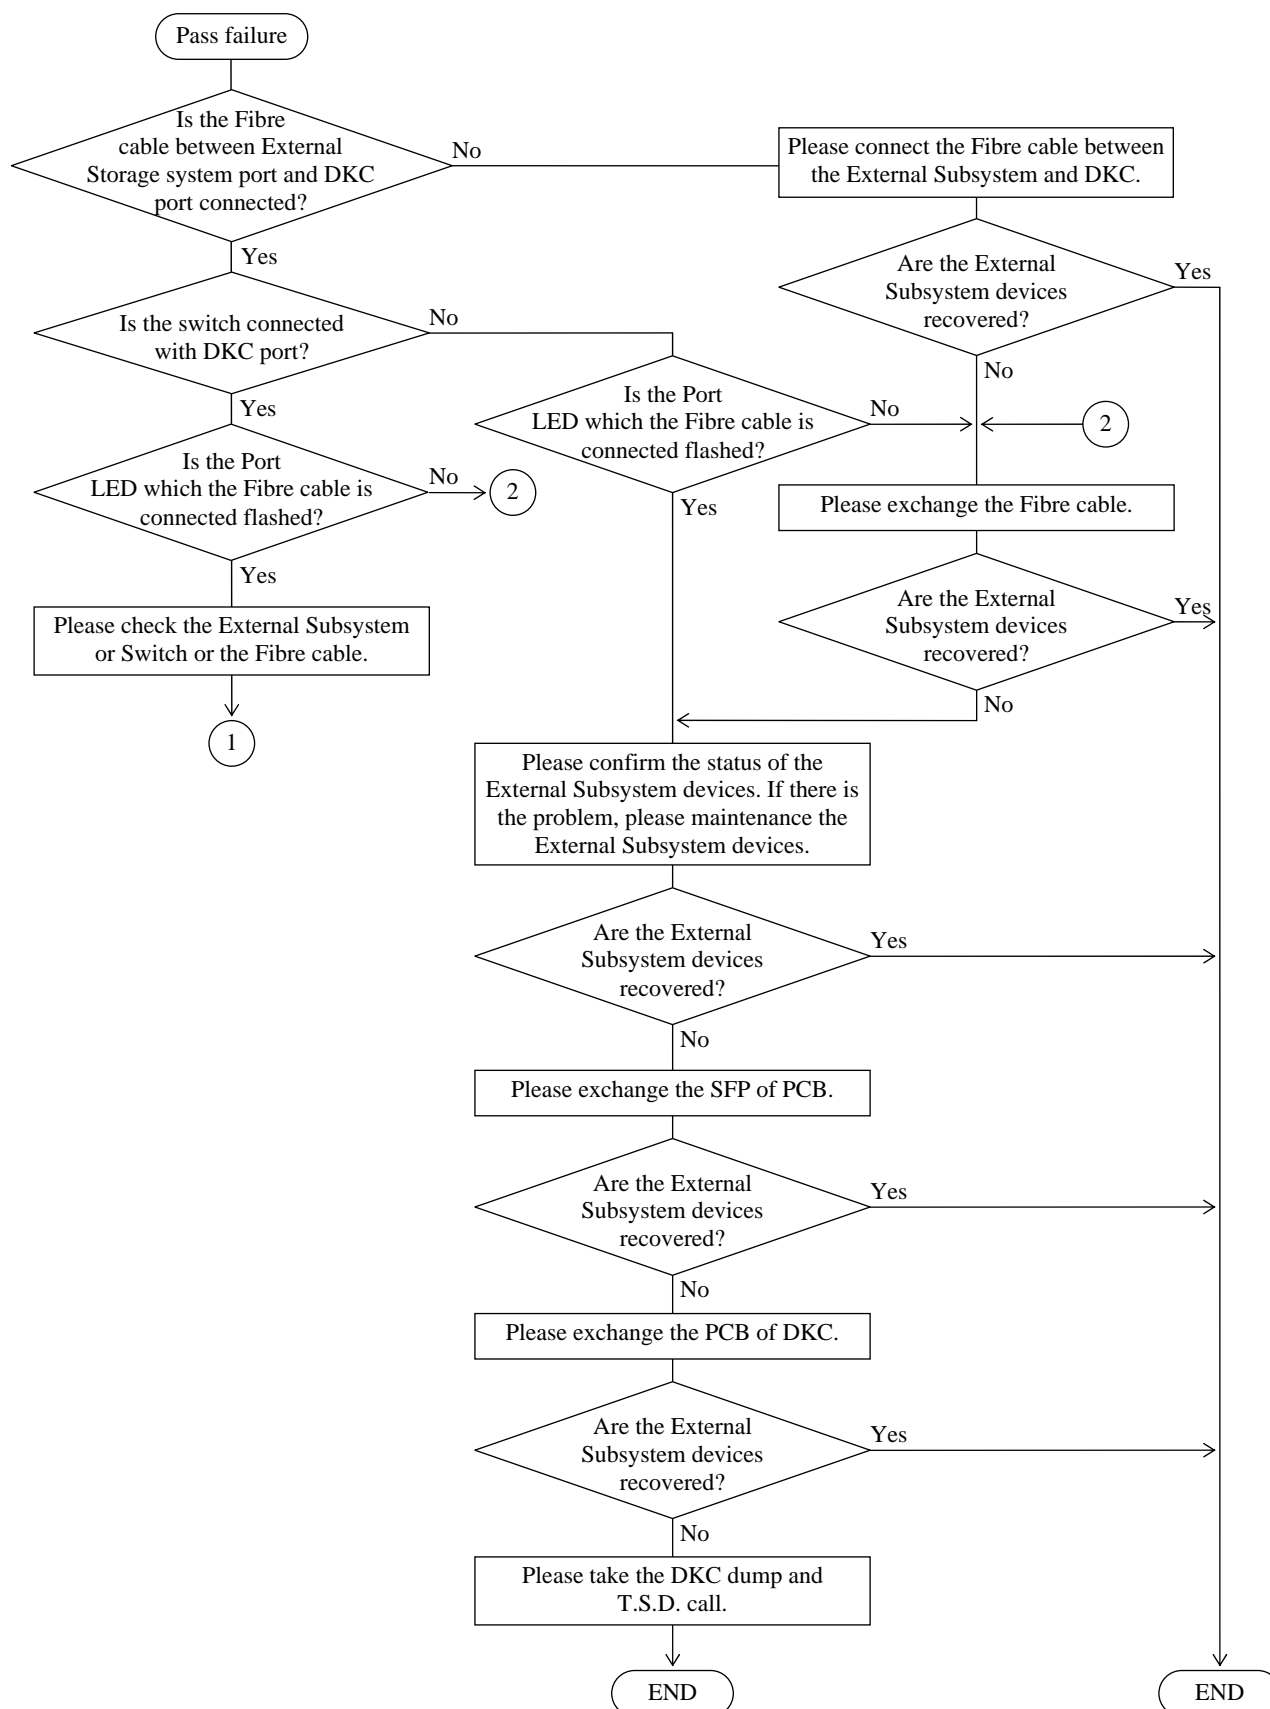 Pass failure
Is the Fibre
cable between External
Storage system port and DKC
port connected?
No
Yes
Please connect the Fibre cable between
the External Subsystem and DKC.
Are the External
Subsystem devices
recovered?
Yes
No
Is the switch connected
with DKC port?
No
Yes
Is the Port
LED which the Fibre cable is
connected flashed?
No
Yes
2
Is the Port
LED which the Fibre cable is
connected flashed?
No
2
Yes
Please exchange the Fibre cable.
Are the External
Subsystem devices
recovered?
Yes
No
Please check the External Subsystem
or Switch or the Fibre cable.
1
Please confirm the status of the
External Subsystem devices. If there is
the problem, please maintenance the
External Subsystem devices.
Are the External
Subsystem devices
recovered?
Yes
No
Please exchange the SFP of PCB.
Are the External
Subsystem devices
recovered?
Yes
No
Please exchange the PCB of DKC.
Are the External
Subsystem devices
recovered?
Yes
No
Please take the DKC dump and
T.S.D. call.
END
END